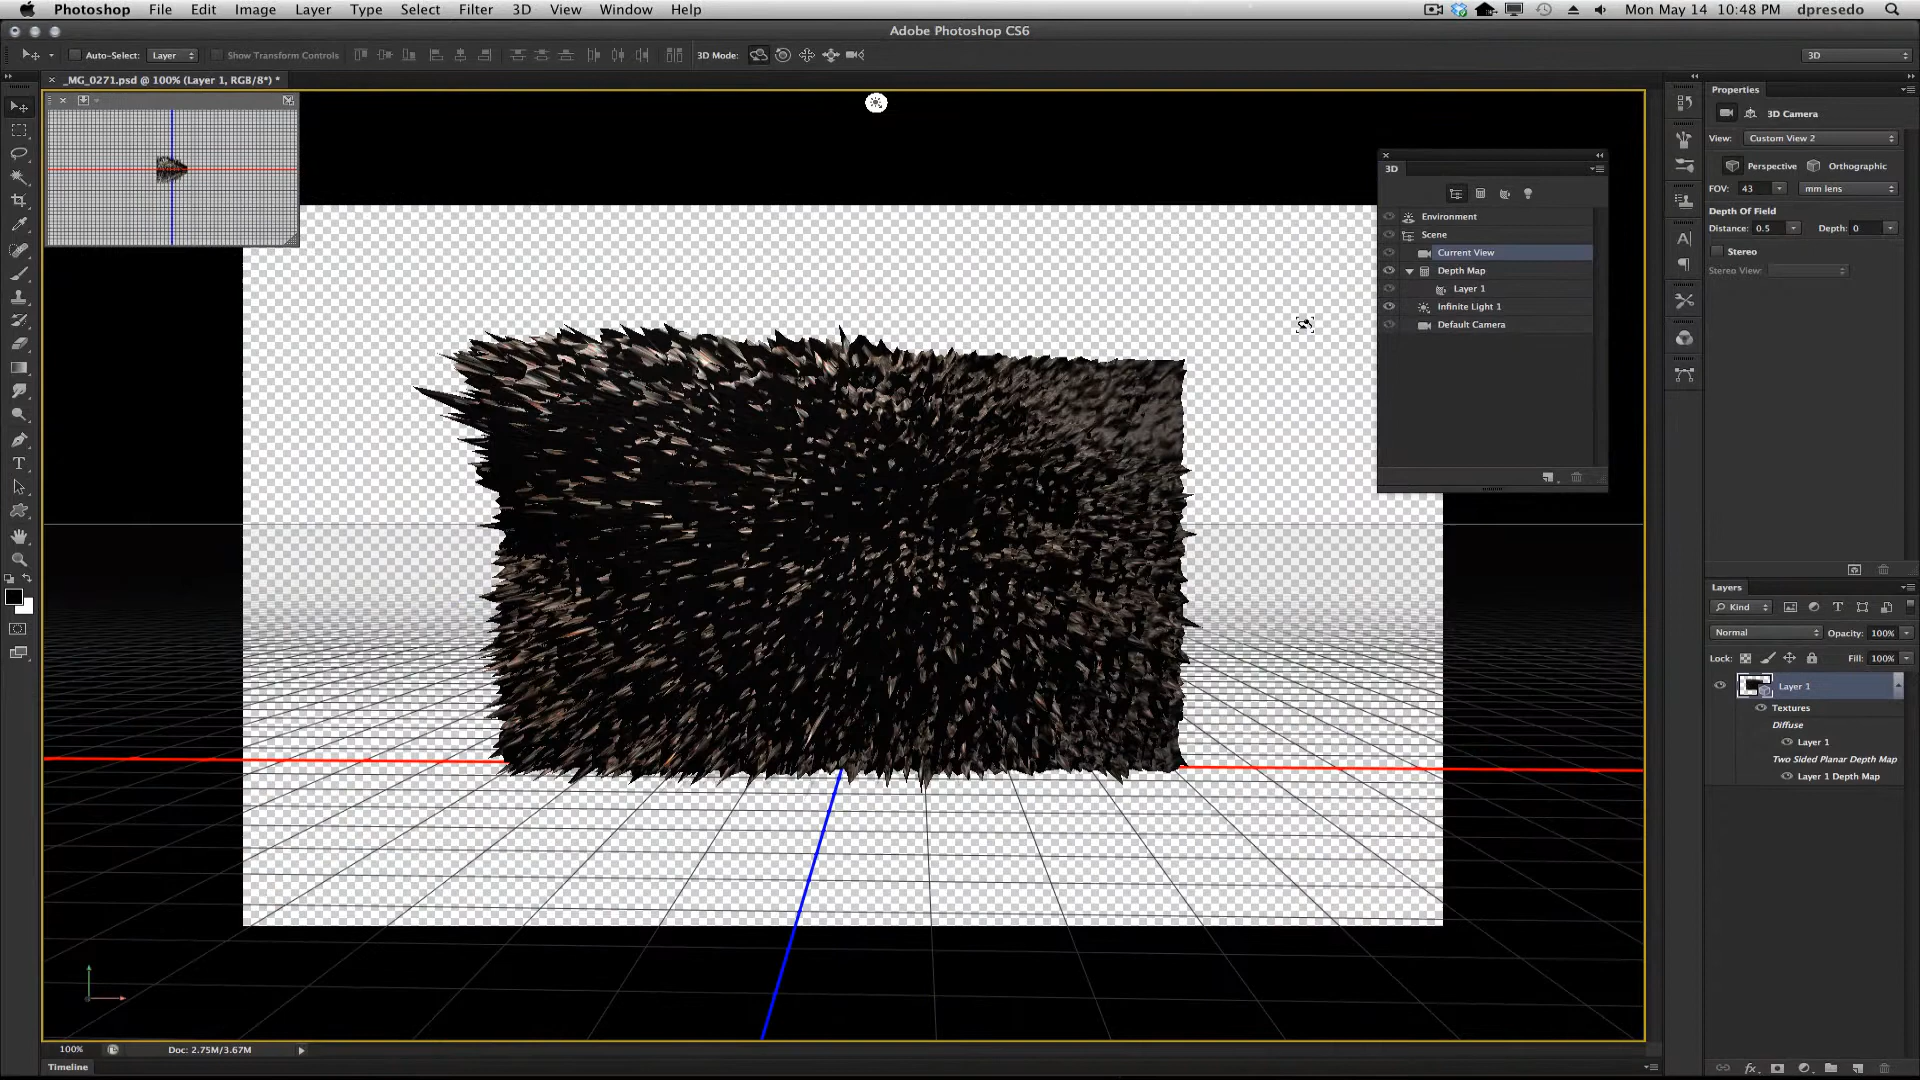 Photoshop File Edit Image Layer Type Select Filter 3D View Window Help Mon May 14 10:48 PM dpresedo
Adobe Photoshop CS6
Auto-Select: Layer Show Transform Controls 3D Mode: 3D
_MG_0271.psd @ 100% (Layer 1, RGB/8*) *
Properties
3D Camera
View: Custom View 2
Perspective Orthographic
FOV: 43 mm lens
Depth Of Field
Distance: 0.5 Depth: 0
Stereo
Stereo View:
3D
Environment
Scene
Current View
Depth Map
Layer 1
Infinite Light 1
Default Camera
Layers
Kind
Normal Opacity: 100%
Lock: Fill: 100%
Layer 1
Textures
Diffuse
Layer 1
Two Sided Planar Depth Map
Layer 1 Depth Map
100% Doc: 2.75M/3.67M
Timeline